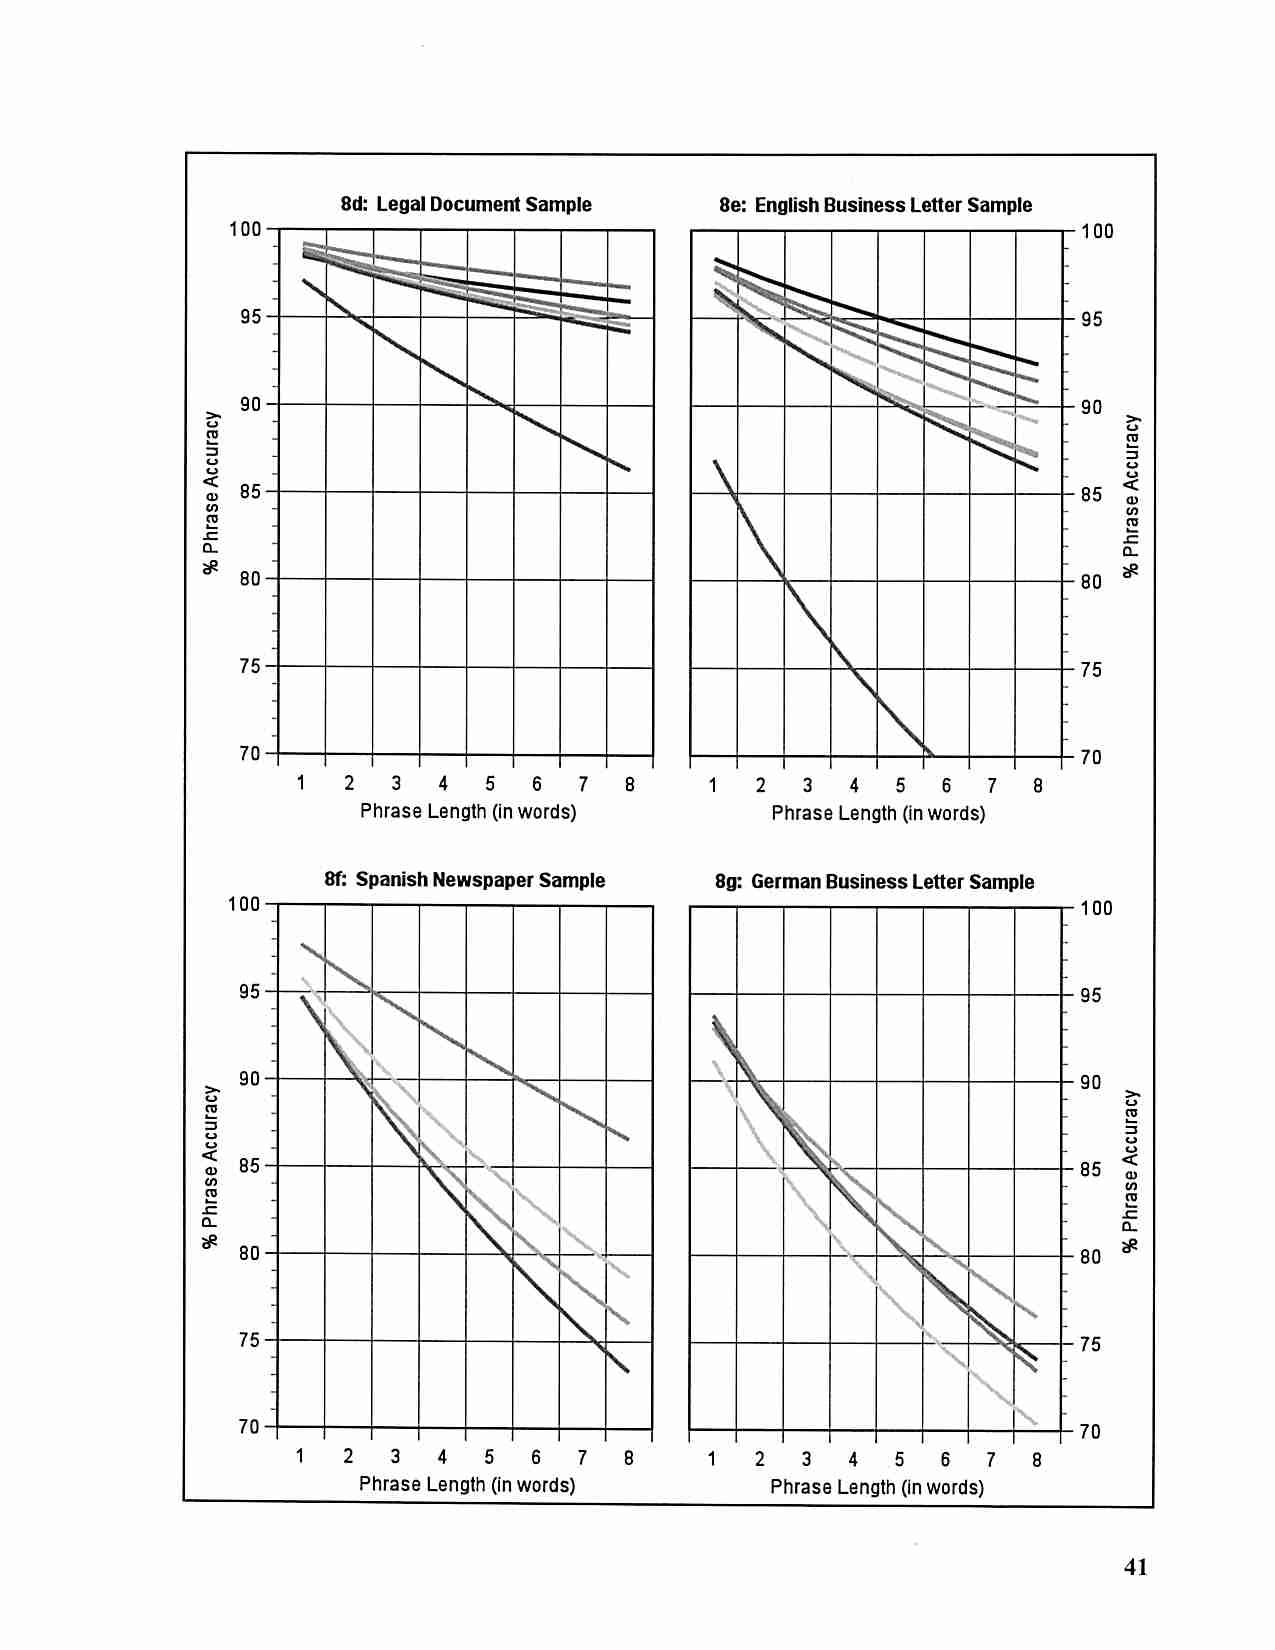 8d: Legal Document Sample
100
95
90
85
80
75
70
% Phrase Accuracy
1 2 3 4 5 6 7 8
Phrase Length (in words)
8e: English Business Letter Sample
100
95
90
85
80
75
70
% Phrase Accuracy
1 2 3 4 5 6 7 8
Phrase Length (in words)
8f: Spanish Newspaper Sample
100
95
90
85
80
75
70
% Phrase Accuracy
1 2 3 4 5 6 7 8
Phrase Length (in words)
8g: German Business Letter Sample
100
95
90
85
80
75
70
% Phrase Accuracy
1 2 3 4 5 6 7 8
Phrase Length (in words)
41